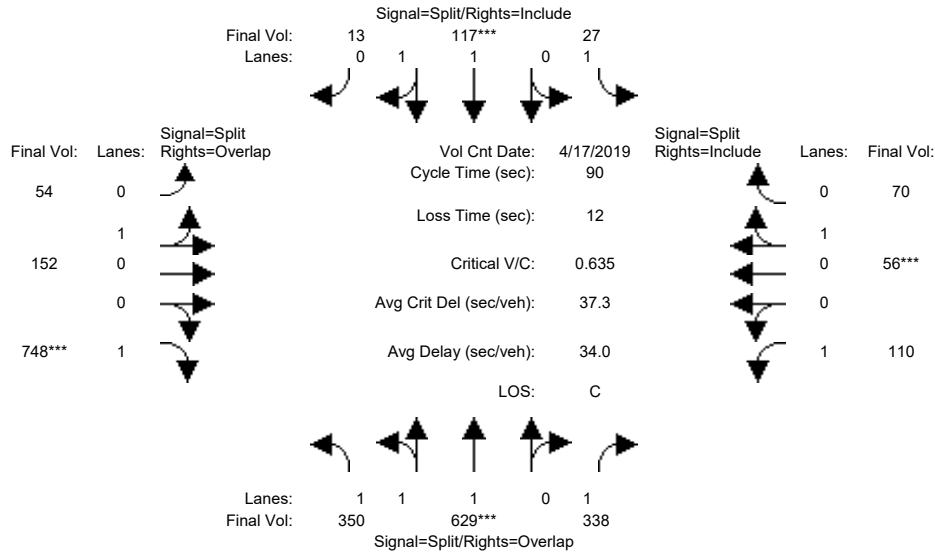 Signal=Split/Rights=Include
Final Vol: 13 117*** 27
Lanes: 0 1 1 0 1
Signal=Split
Final Vol: Lanes: Rights=Overlap
Vol Cnt Date: 4/17/2019
Signal=Split
Rights=Include Lanes: Final Vol:
Cycle Time (sec): 90
54 0
0 70
Loss Time (sec): 12
1
1
152 0
Critical V/C: 0.635
0 56***
0
Avg Crit Del (sec/veh): 37.3
0
748*** 1
Avg Delay (sec/veh): 34.0
1 110
LOS: C
Lanes: 1 1 1 0 1
Final Vol: 350 629*** 338
Signal=Split/Rights=Overlap